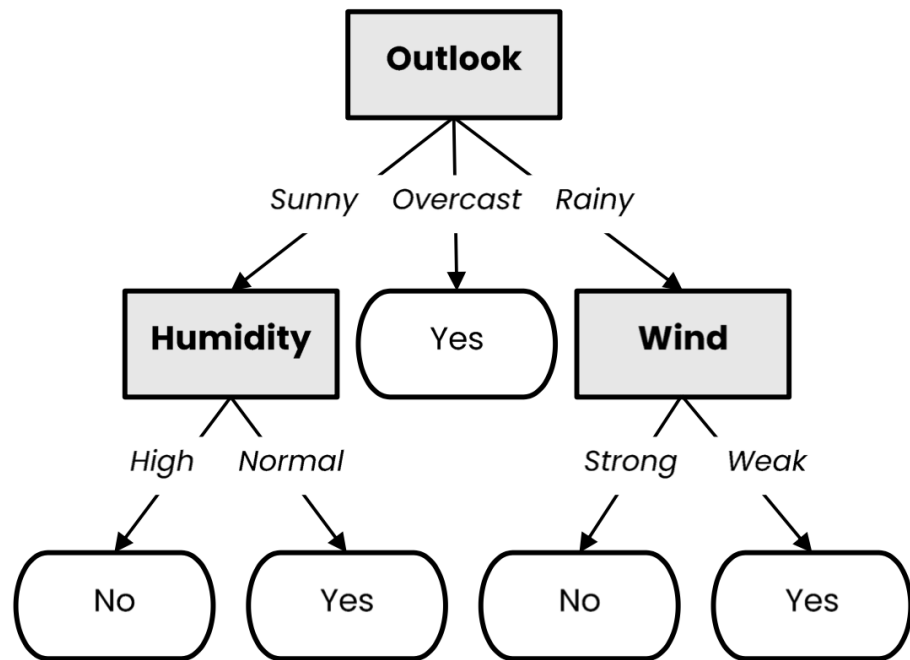 Outlook
Sunny Overcast Rainy
Humidity Yes Wind
High Normal Strong Weak
No Yes No Yes